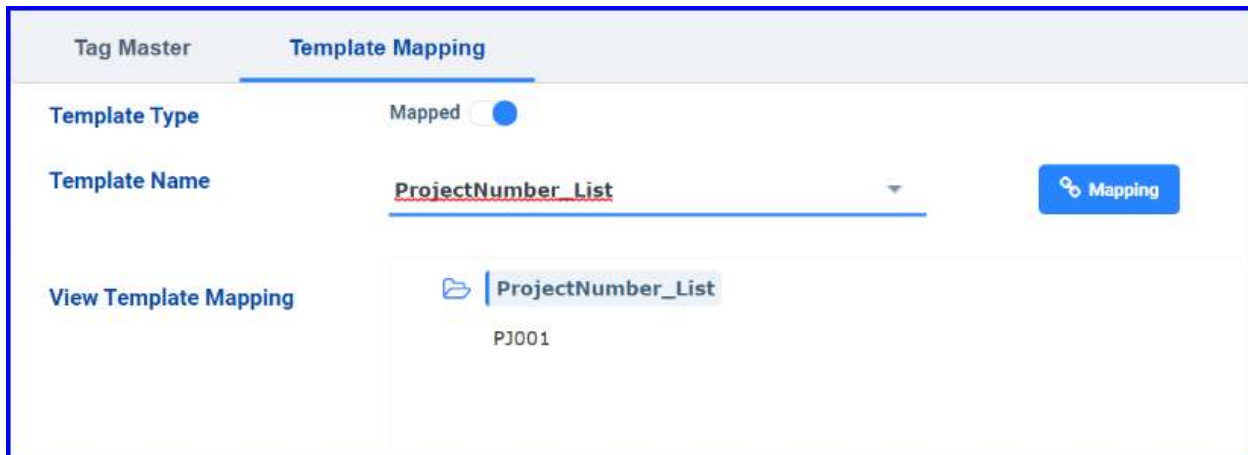 Tag Master Template Mapping
Template Type Mapped
Template Name ProjectNumber_List Mapping
View Template Mapping ProjectNumber_List
PJ001